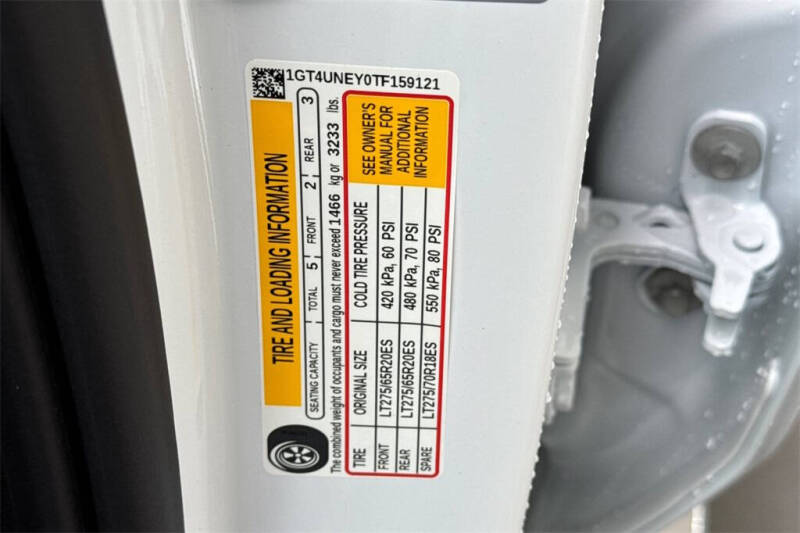 1GT4UNEY0TF159121
TIRE AND LOADING INFORMATION
SEATING CAPACITY TOTAL 5 FRONT 2 REAR 3
The combined weight of occupants and cargo must never exceed 1466 kg or 3233 lbs.
TIRE ORIGINAL SIZE COLD TIRE PRESSURE
FRONT LT275/65R20ES 420 kPa, 60 PSI
REAR LT275/65R20ES 480 kPa, 70 PSI
SPARE LT275/70R18ES 550 kPa, 80 PSI
SEE OWNER'S
MANUAL FOR
ADDITIONAL
INFORMATION